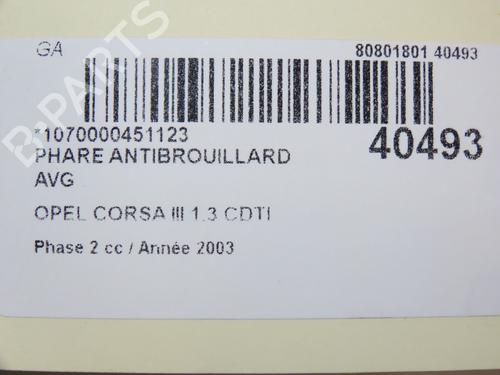 GA
80801801 40493
*1070000451123
40493
PHARE ANTIBROUILLARD
AVG
OPEL CORSA III 1.3 CDTI
Phase 2 cc / Année 2003
B-PARTS